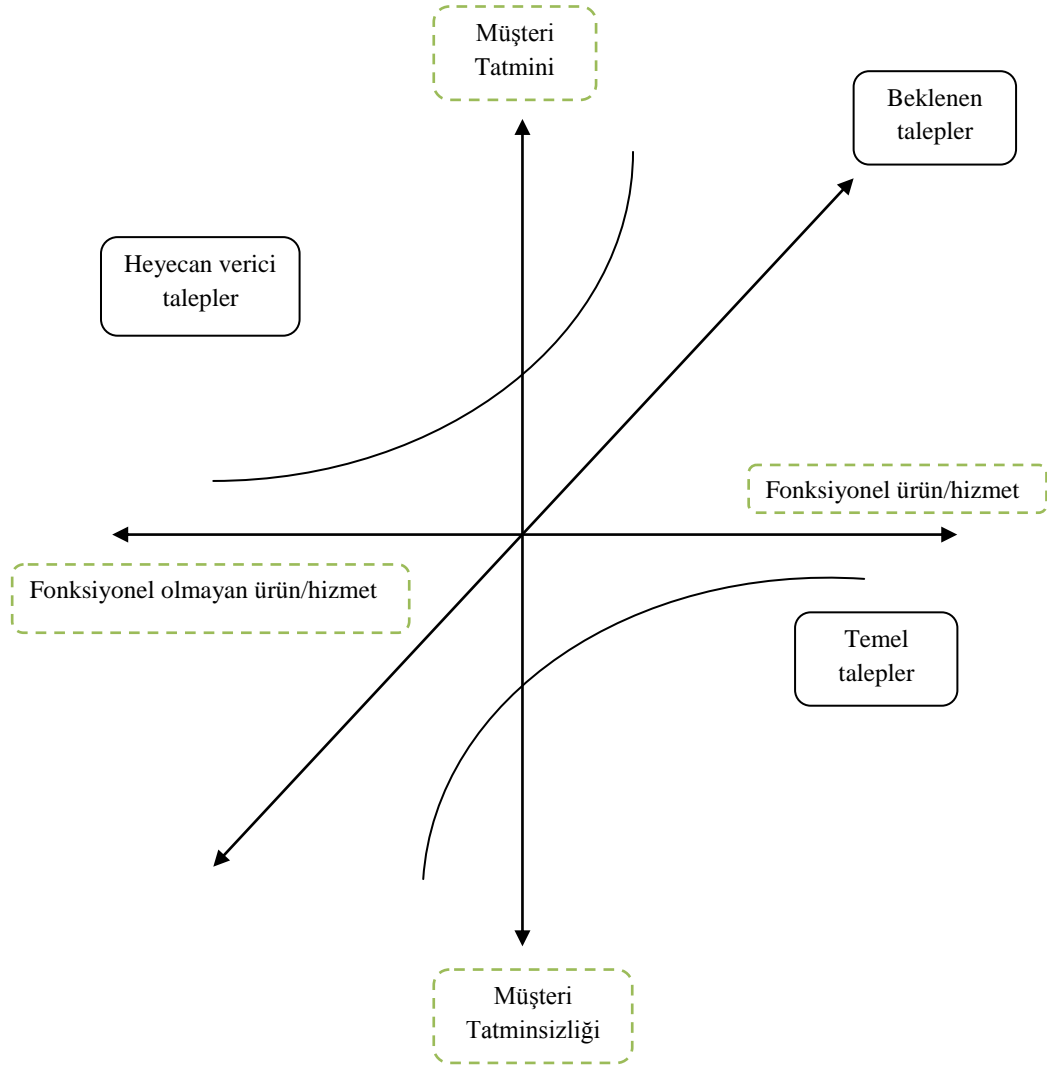 Müşteri
Tatmini
Beklenen
talepler
Heyecan verici
talepler
Fonksiyonel ürün/hizmet
Fonksiyonel olmayan ürün/hizmet
Temel
talepler
Müşteri
Tatminsizliği